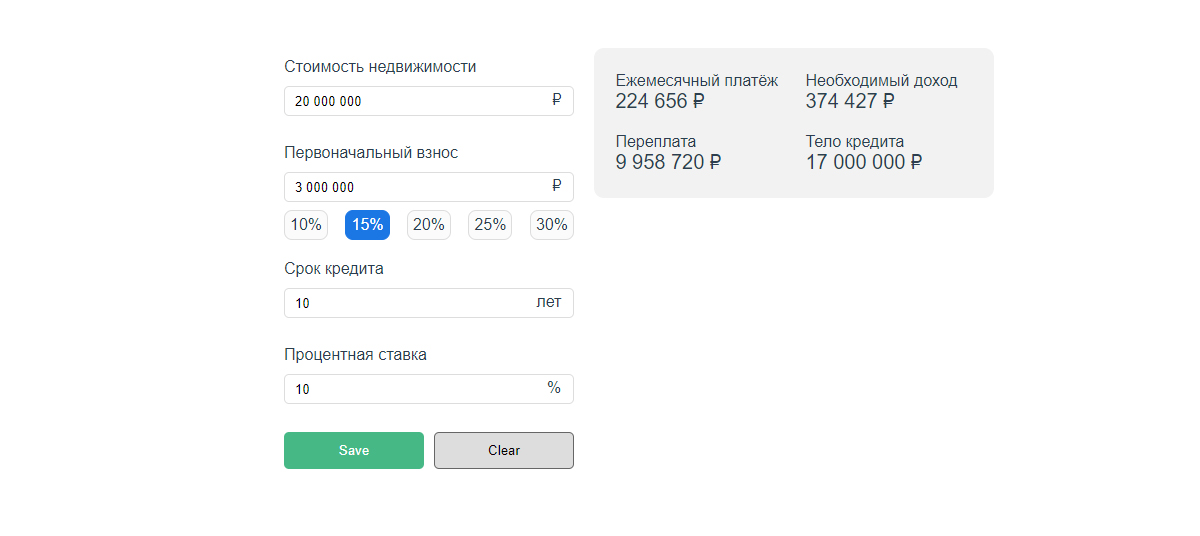 Стоимость недвижимости
20 000 000 ₽
Первоначальный взнос
3 000 000 ₽
10% 15% 20% 25% 30%
Срок кредита
10 лет
Процентная ставка
10 %
Save Clear
Ежемесячный платёж Необходимый доход
224 656 ₽ 374 427 ₽
Переплата Тело кредита
9 958 720 ₽ 17 000 000 ₽